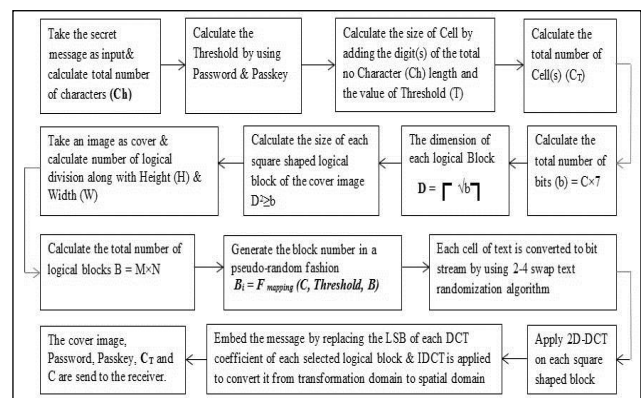 Take the secret
message as input&
calculate total number
of characters (Ch)
Calculate the
Threshold by using
Password & Passkey
Calculate the size of Cell by
adding the digit(s) of the total
no Character (Ch) length and
the value of Threshold (T)
Calculate the
total number of
Cell(s) (CT)
Calculate the
total number of
bits (b) = C×7
The dimension of
each logical Block
D = ⌈ √b ⌉
Calculate the size of each
square shaped logical
block of the cover image
D²≥b
Take an image as cover &
calculate number of logical
division along with Height (H) &
Width (W)
Calculate the total number of
logical blocks B = M×N
Generate the block number in a
pseudo-random fashion
Bi = F mapping (C, Threshold, B)
Each cell of text is converted to bit
stream by using 2-4 swap text
randomization algorithm
Apply 2D-DCT
on each square
shaped block
Embed the message by replacing the LSB of each DCT
coefficient of each selected logical block & IDCT is applied
to convert it from transformation domain to spatial domain
The cover image,
Password, Passkey, CT and
C are send to the receiver.